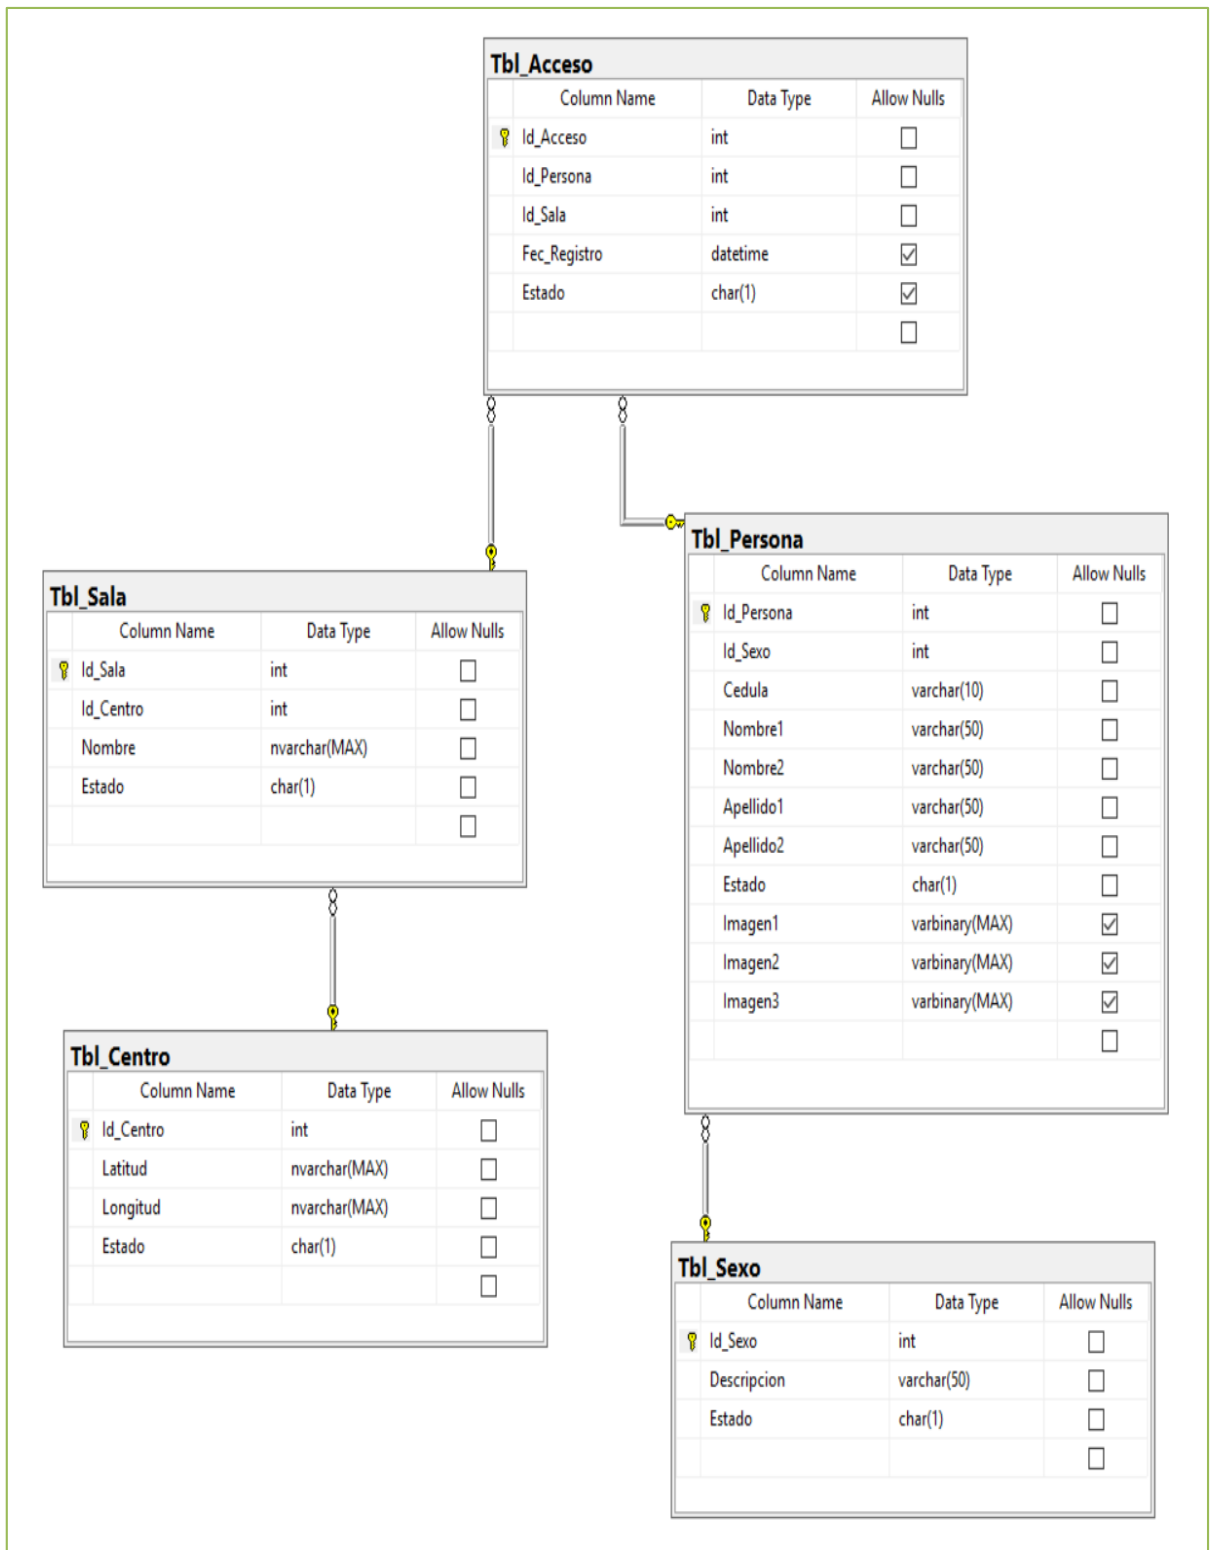 Tbl_Acceso
Column Name Data Type Allow Nulls
Id_Acceso int
Id_Persona int
Id_Sala int
Fec_Registro datetime
Estado char(1)
Tbl_Sala
Column Name Data Type Allow Nulls
Id_Sala int
Id_Centro int
Nombre nvarchar(MAX)
Estado char(1)
Tbl_Persona
Column Name Data Type Allow Nulls
Id_Persona int
Id_Sexo int
Cedula varchar(10)
Nombre1 varchar(50)
Nombre2 varchar(50)
Apellido1 varchar(50)
Apellido2 varchar(50)
Estado char(1)
Imagen1 varbinary(MAX)
Imagen2 varbinary(MAX)
Imagen3 varbinary(MAX)
Tbl_Centro
Column Name Data Type Allow Nulls
Id_Centro int
Latitud nvarchar(MAX)
Longitud nvarchar(MAX)
Estado char(1)
Tbl_Sexo
Column Name Data Type Allow Nulls
Id_Sexo int
Descripcion varchar(50)
Estado char(1)